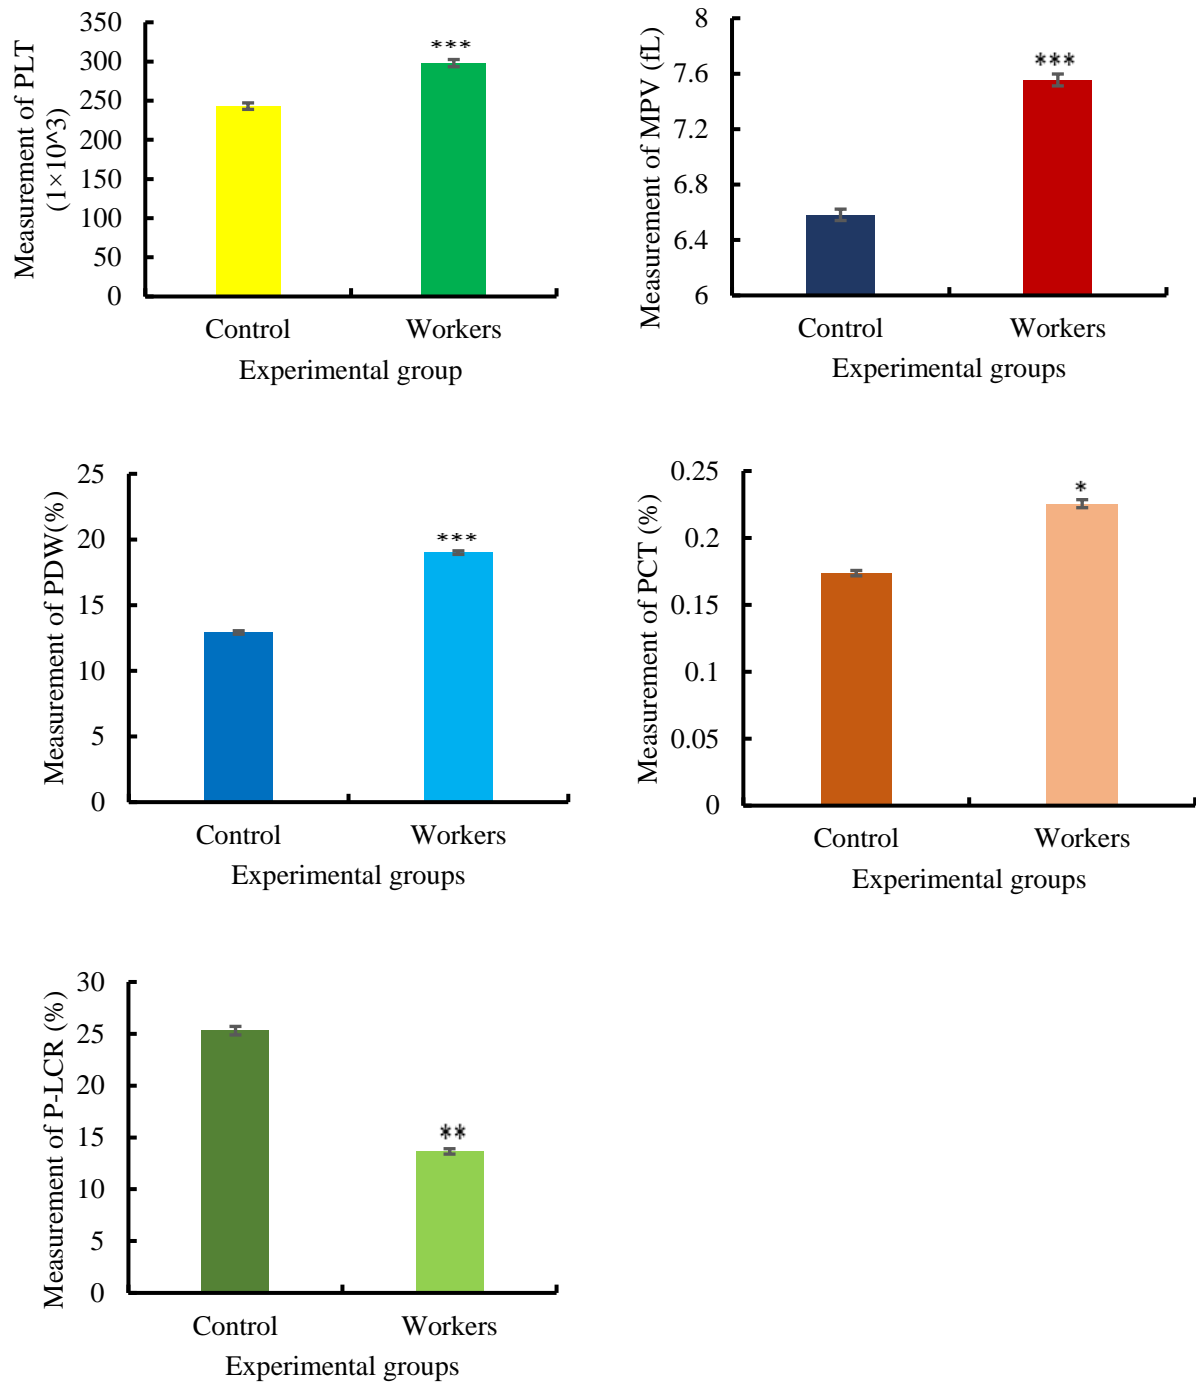 Measurement of PLT
(1×10^3)
350
300
250
200
150
100
50
0
***
Control Workers
Experimental group
Measurement of MPV (fL)
8
7.6
7.2
6.8
6.4
6
***
Control Workers
Experimental groups
Measurement of PDW(%)
25
20
15
10
5
0
***
Control Workers
Experimental groups
Measurement of PCT (%)
0.25
0.2
0.15
0.1
0.05
0
*
Control Workers
Experimental groups
Measurement of P-LCR (%)
30
25
20
15
10
5
0
**
Control Workers
Experimental groups